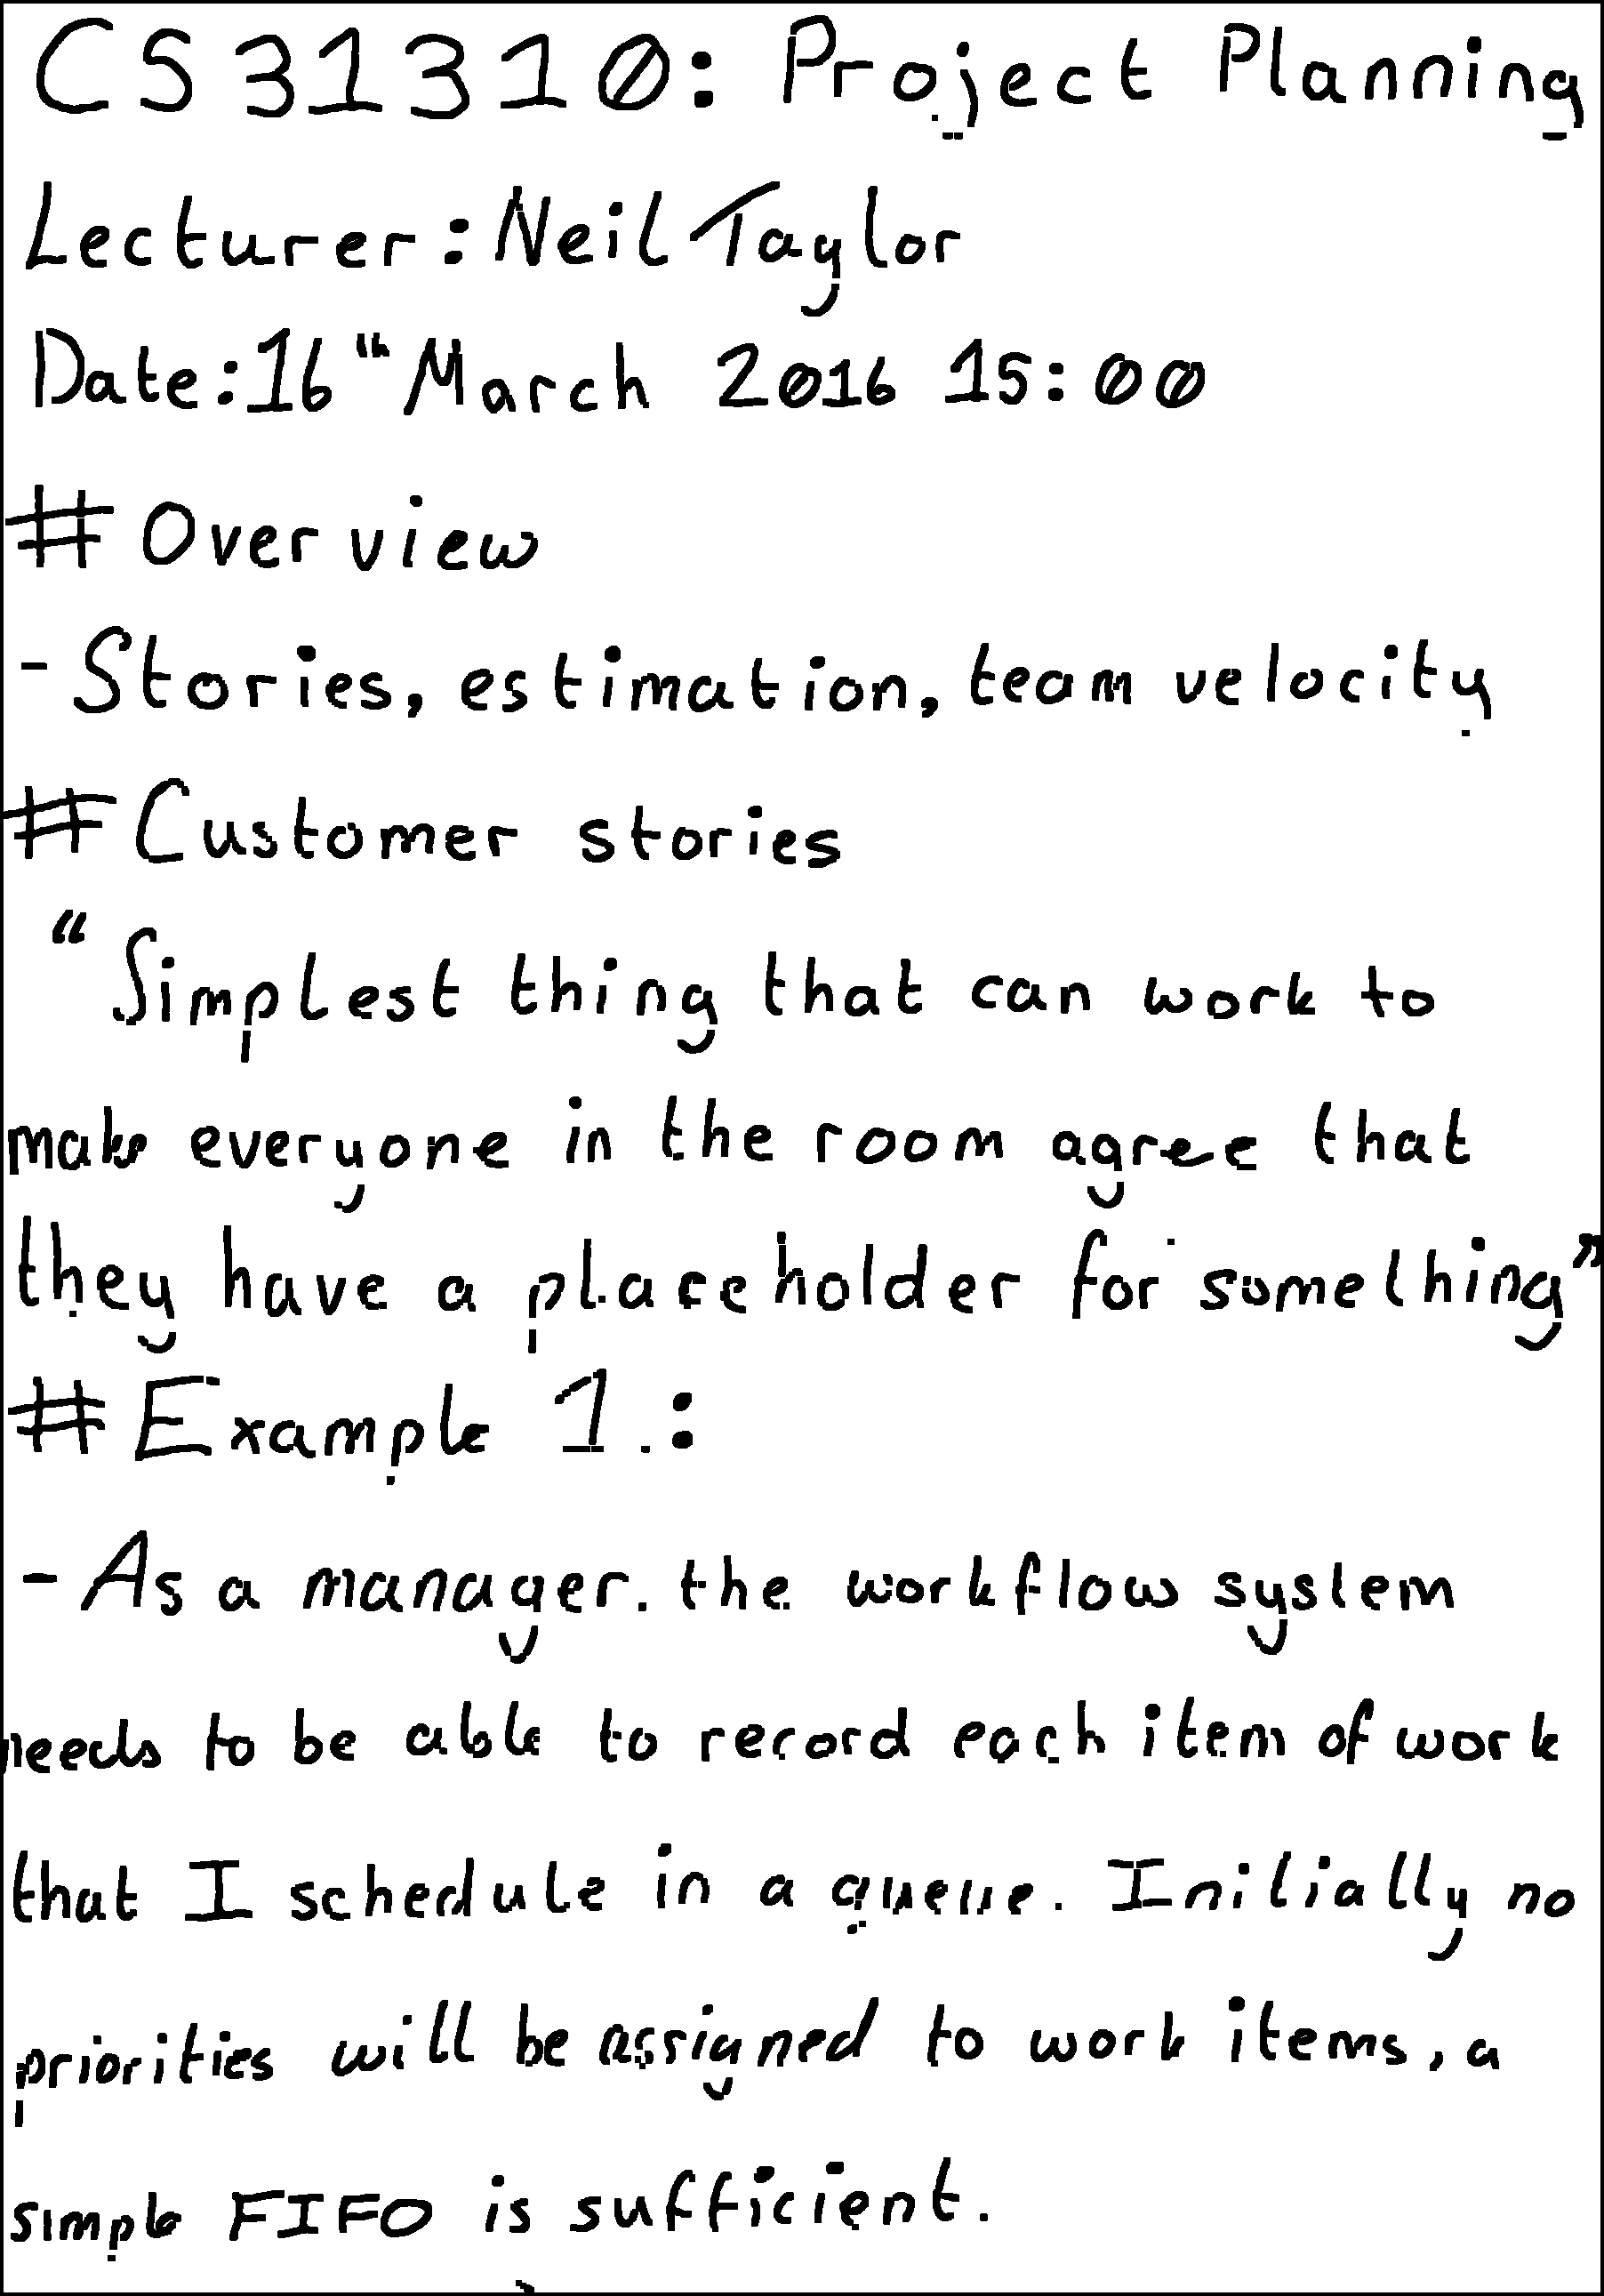 CS31310: Project Planning
Lecturer: Neil Taylor
Date: 16th March 2016 15:00
# Overview
- Stories, estimation, team velocity
# Customer stories
“Simplest thing that can work to
make everyone in the room agree that
they have a placeholder for something”
# Example 1.:
- As a manager. the workflow system
needs to be able to record each item of work
that I schedule in a queue. Initially no
priorities will be assigned to work items, a
simple FIFO is sufficient.